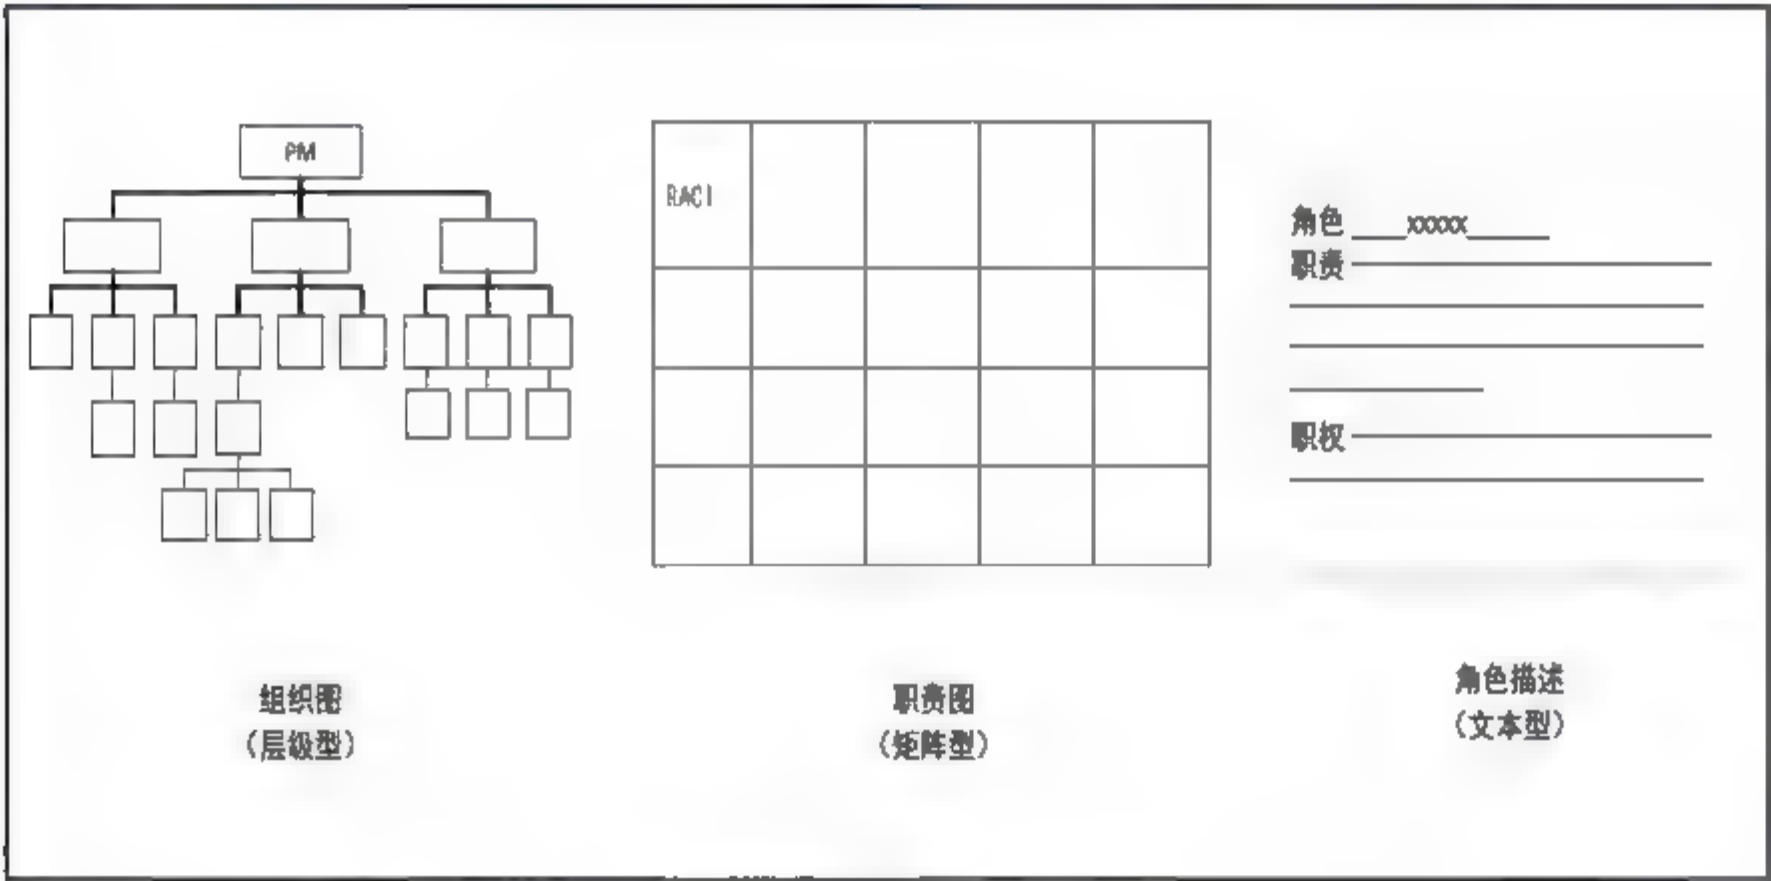 PM
RACI
角色 xxxxx
职责
职权
组织图
（层级型）
职责图
（矩阵型）
角色描述
（文本型）